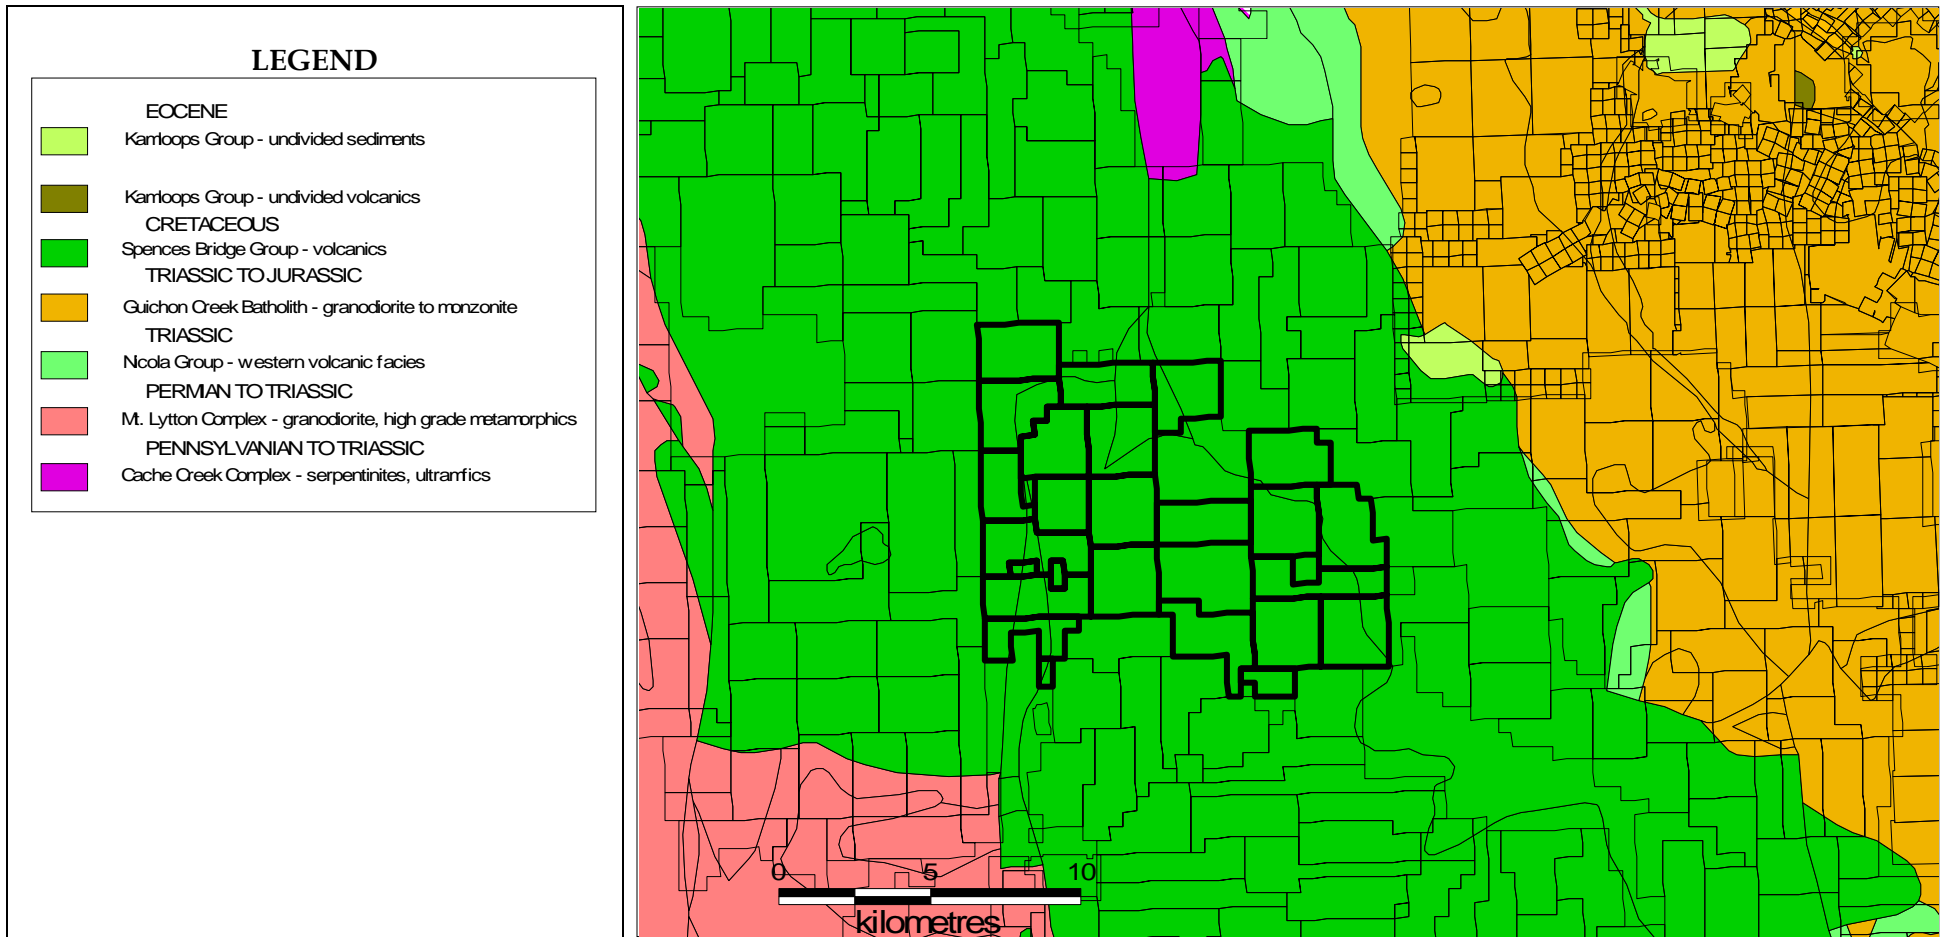 LEGEND
EOCENE
Kamloops Group - undivided sediments
Kamloops Group - undivided volcanics
CRETACEOUS
Spences Bridge Group - volcanics
TRIASSIC TO JURASSIC
Guichon Creek Batholith - granodiorite to monzonite
TRIASSIC
Nicola Group - western volcanic facies
PERMIAN TO TRIASSIC
Mt. Lytton Complex - granodiorite, high grade metamorphics
PENNSYLVANIAN TO TRIASSIC
Cache Creek Complex - serpentinites, ultramfics
0 5 10
kilometres